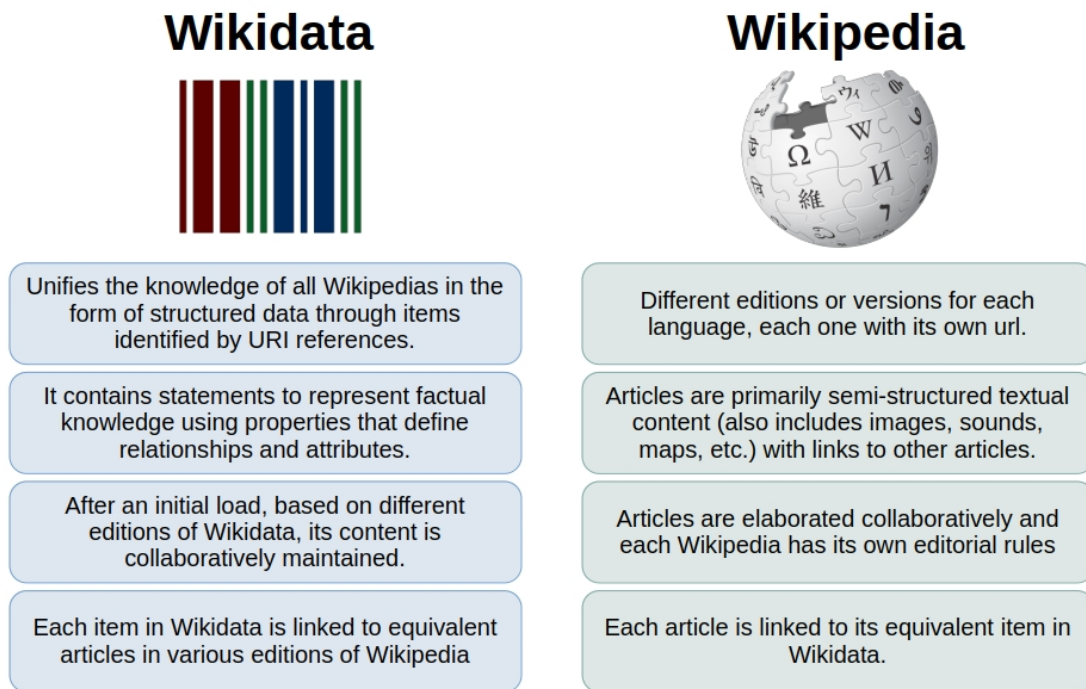 Wikidata
Unifies the knowledge of all Wikipedias in the
form of structured data through items
identified by URI references.
It contains statements to represent factual
knowledge using properties that define
relationships and attributes.
After an initial load, based on different
editions of Wikidata, its content is
collaboratively maintained.
Each item in Wikidata is linked to equivalent
articles in various editions of Wikipedia
Wikipedia
Ω
W
И
維
ウィ
Different editions or versions for each
language, each one with its own url.
Articles are primarily semi-structured textual
content (also includes images, sounds,
maps, etc.) with links to other articles.
Articles are elaborated collaboratively and
each Wikipedia has its own editorial rules
Each article is linked to its equivalent item in
Wikidata.